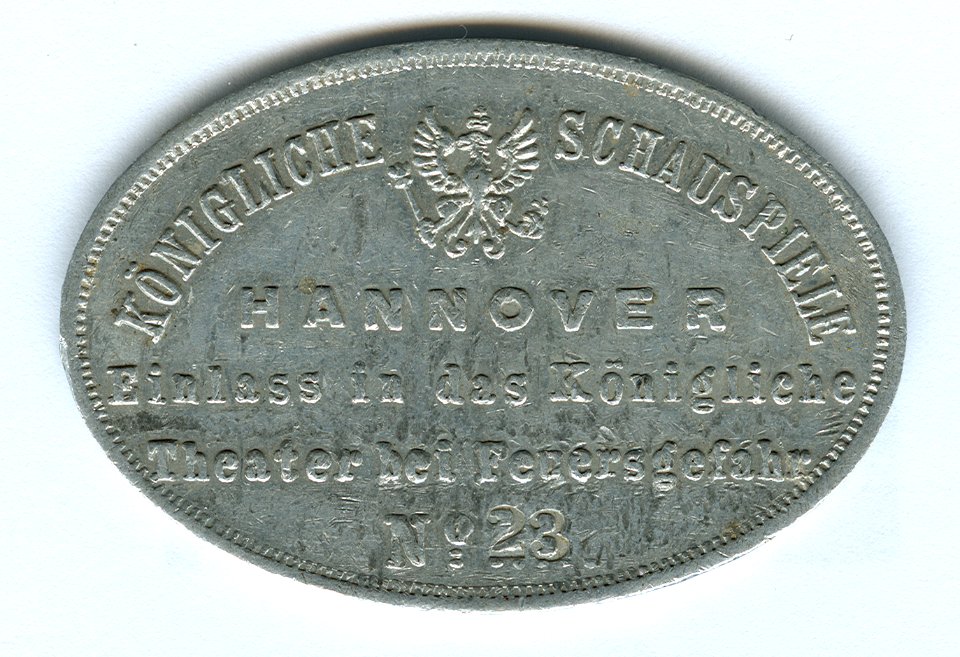 KÖNIGLICHE SCHAUSPIELE
HANNOVER
Einlass in das Königliche
Theater bei Feuersgefahr
No 23